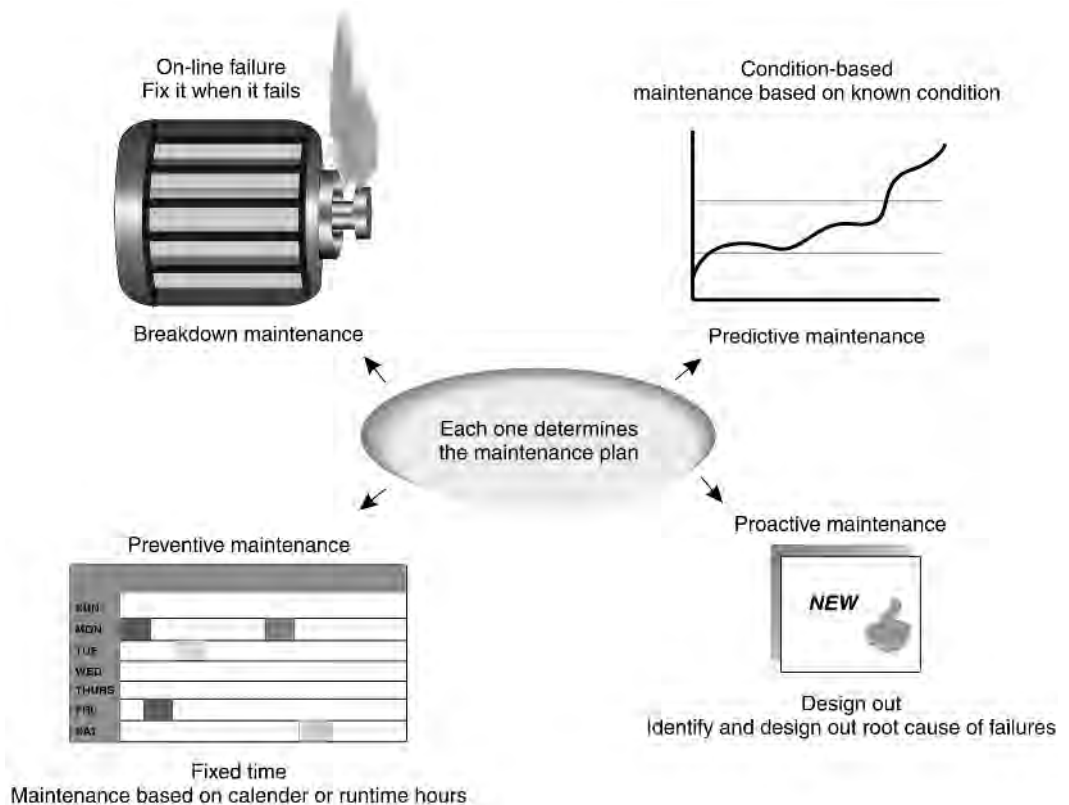 On-line failure
Fix it when it fails
Breakdown maintenance
Condition-based
maintenance based on known condition
Predictive maintenance
Each one determines
the maintenance plan
Preventive maintenance
SUN
MON
TUE
WED
THURS
FRI
SAT
Fixed time
Maintenance based on calender or runtime hours
Proactive maintenance
NEW
Design out
Identify and design out root cause of failures